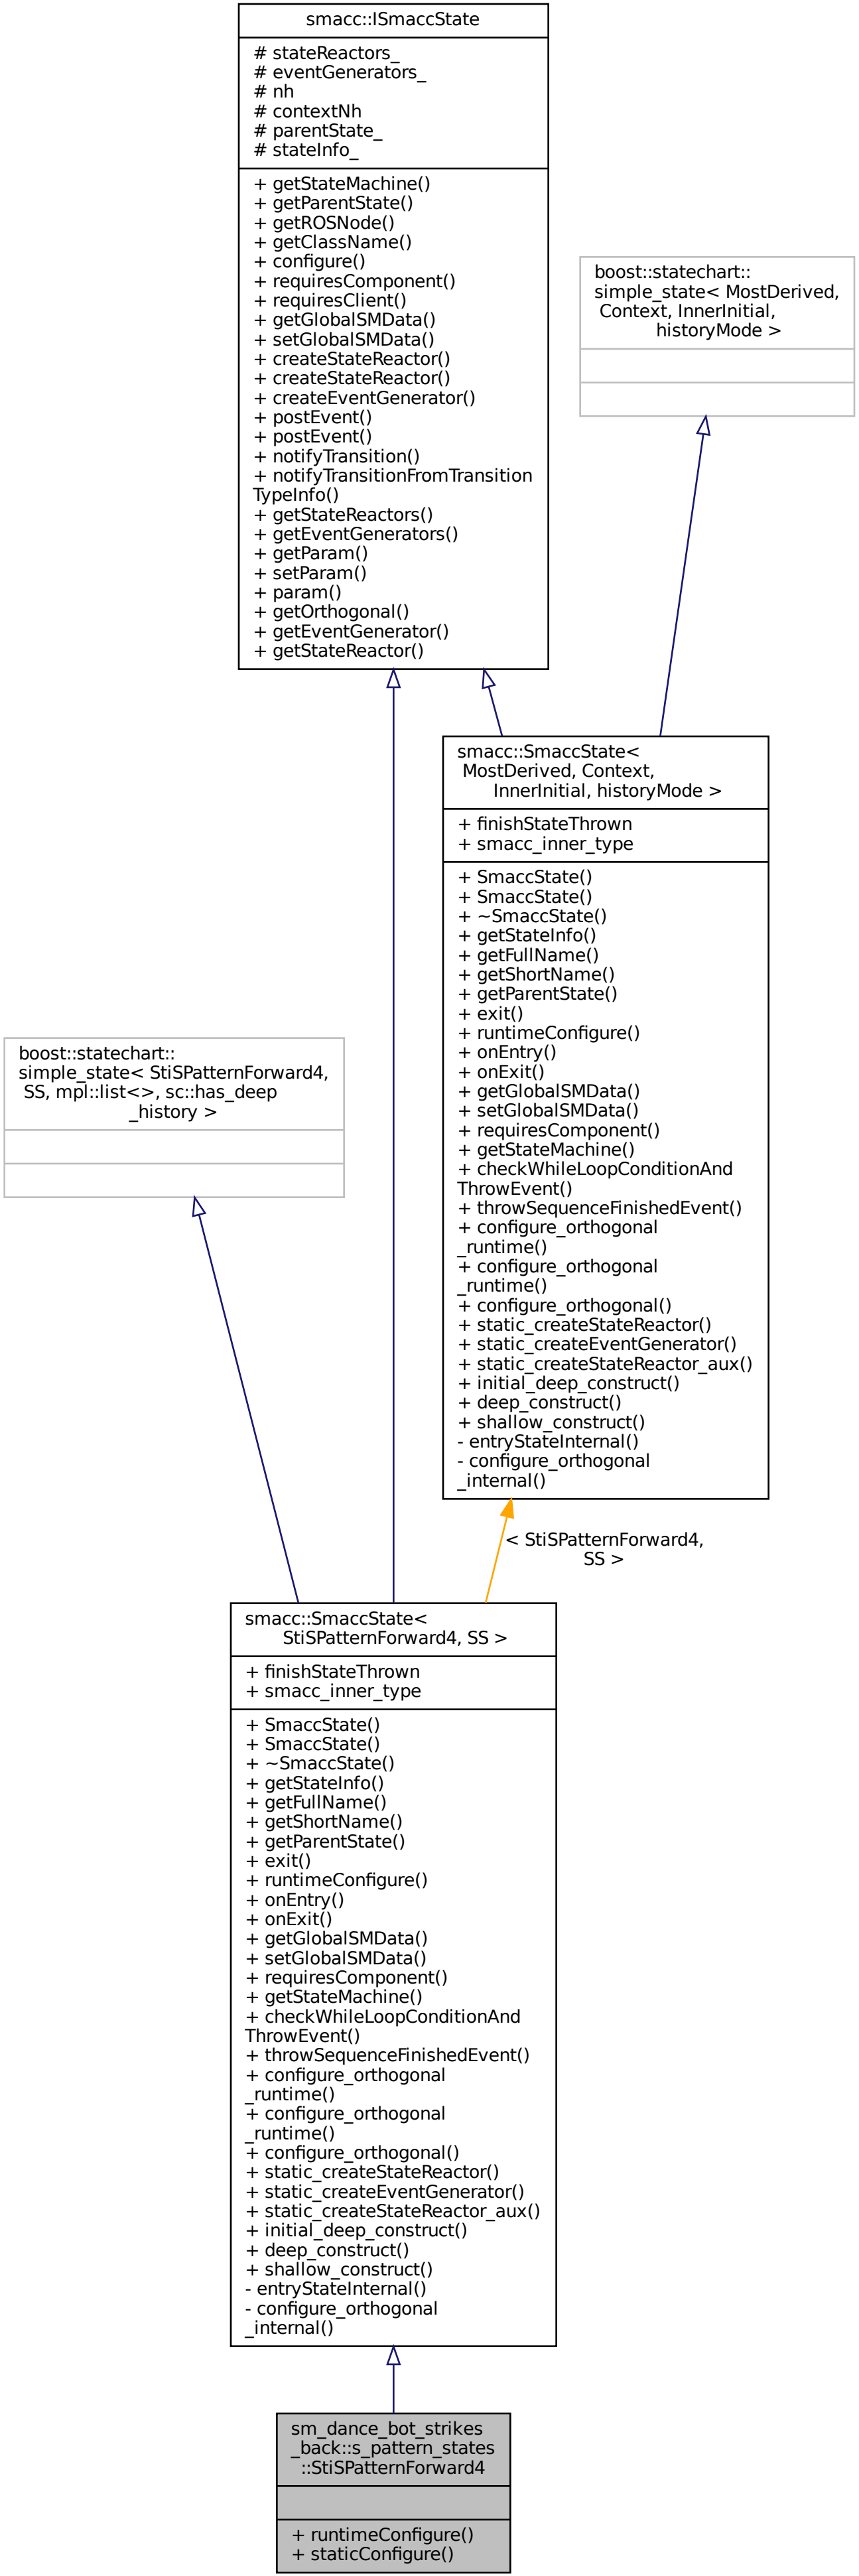 smacc::ISmaccState
# stateReactors_
# eventGenerators_
# nh
# contextNh
# parentState_
# stateInfo_
+ getStateMachine()
+ getParentState()
+ getROSNode()
+ getClassName()
+ configure()
+ requiresComponent()
+ requiresClient()
+ getGlobalSMData()
+ setGlobalSMData()
+ createStateReactor()
+ createStateReactor()
+ createEventGenerator()
+ postEvent()
+ postEvent()
+ notifyTransition()
+ notifyTransitionFromTransition
TypeInfo()
+ getStateReactors()
+ getEventGenerators()
+ getParam()
+ setParam()
+ param()
+ getOrthogonal()
+ getEventGenerator()
+ getStateReactor()
boost::statechart::
simple_state< MostDerived,
Context, InnerInitial,
historyMode >
smacc::SmaccState<
MostDerived, Context,
InnerInitial, historyMode >
+ finishStateThrown
+ smacc_inner_type
+ SmaccState()
+ SmaccState()
+ ~SmaccState()
+ getStateInfo()
+ getFullName()
+ getShortName()
+ getParentState()
+ exit()
+ runtimeConfigure()
+ onEntry()
+ onExit()
+ getGlobalSMData()
+ setGlobalSMData()
+ requiresComponent()
+ getStateMachine()
+ checkWhileLoopConditionAnd
ThrowEvent()
+ throwSequenceFinishedEvent()
+ configure_orthogonal
_runtime()
+ configure_orthogonal
_runtime()
+ configure_orthogonal()
+ static_createStateReactor()
+ static_createEventGenerator()
+ static_createStateReactor_aux()
+ initial_deep_construct()
+ deep_construct()
+ shallow_construct()
- entryStateInternal()
- configure_orthogonal
_internal()
boost::statechart::
simple_state< StiSPatternForward4,
SS, mpl::list<>, sc::has_deep
_history >
< StiSPatternForward4,
SS >
smacc::SmaccState<
StiSPatternForward4, SS >
+ finishStateThrown
+ smacc_inner_type
+ SmaccState()
+ SmaccState()
+ ~SmaccState()
+ getStateInfo()
+ getFullName()
+ getShortName()
+ getParentState()
+ exit()
+ runtimeConfigure()
+ onEntry()
+ onExit()
+ getGlobalSMData()
+ setGlobalSMData()
+ requiresComponent()
+ getStateMachine()
+ checkWhileLoopConditionAnd
ThrowEvent()
+ throwSequenceFinishedEvent()
+ configure_orthogonal
_runtime()
+ configure_orthogonal
_runtime()
+ configure_orthogonal()
+ static_createStateReactor()
+ static_createEventGenerator()
+ static_createStateReactor_aux()
+ initial_deep_construct()
+ deep_construct()
+ shallow_construct()
- entryStateInternal()
- configure_orthogonal
_internal()
sm_dance_bot_strikes
_back::s_pattern_states
::StiSPatternForward4
+ runtimeConfigure()
+ staticConfigure()